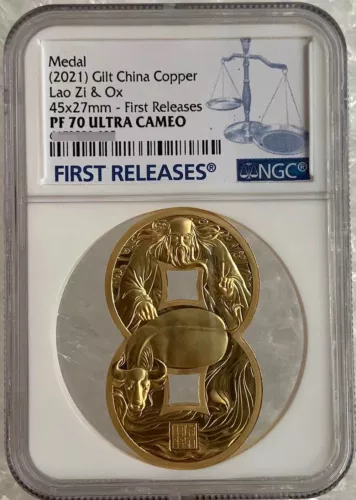 Medal
(2021) Gilt China Copper
Lao Zi & Ox
45x27mm - First Releases
PF 70 ULTRA CAMEO
FIRST RELEASES®
NGC®